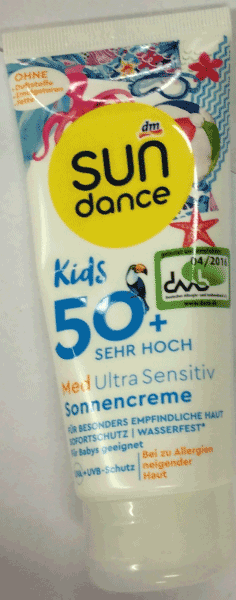 OHNE
Duftstoffe
dm
sun
dance
04/2016
Kids
50+
SEHR HOCH
Med Ultra Sensitiv
Sonnencreme
FÜR BESONDERS EMPFINDLICHE HAUT
SOFORTSCHUTZ | WASSERFEST*
für Babys geeignet
UVA+UVB-Schutz
Bei zu Allergien
neigender
Haut